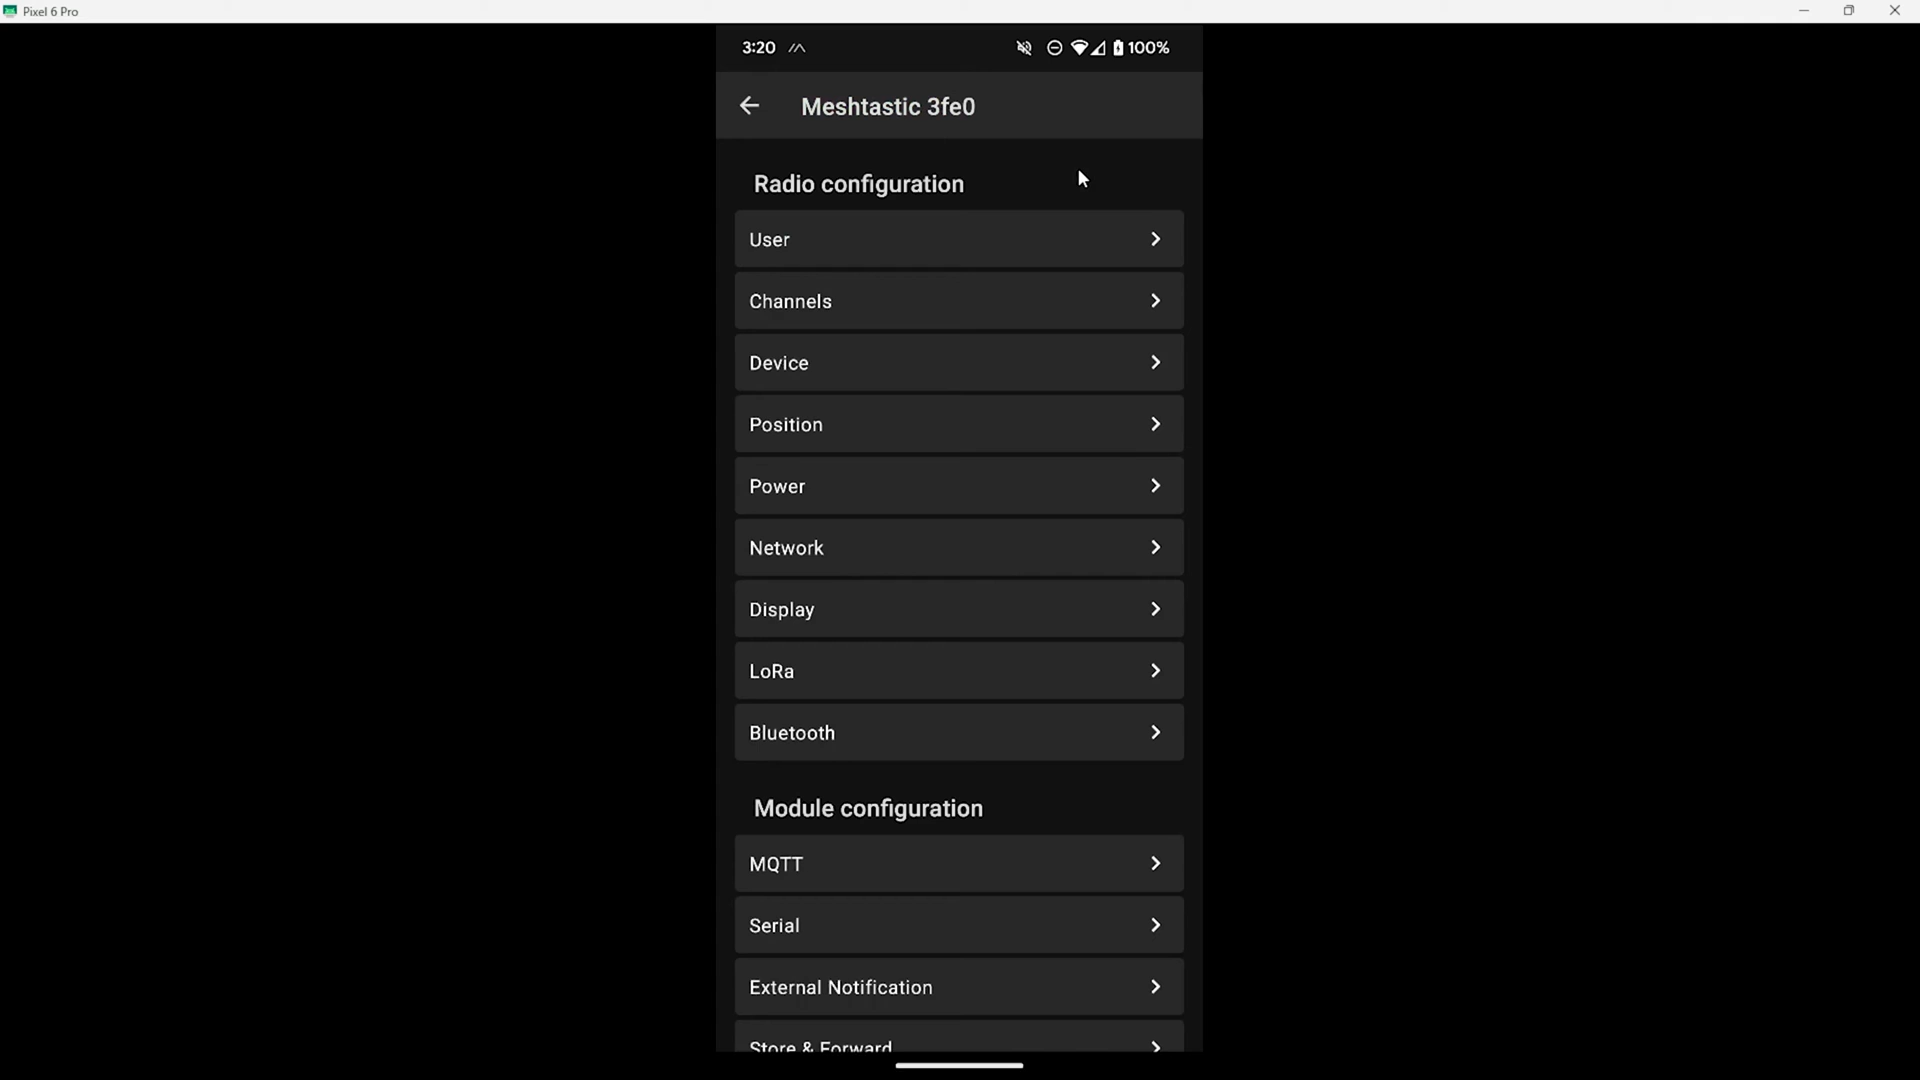 Pixel 6 Pro
3:20
100%
Meshtastic 3fe0
Radio configuration
User
Channels
Device
Position
Power
Network
Display
LoRa
Bluetooth
Module configuration
MQTT
Serial
External Notification
Store & Forward